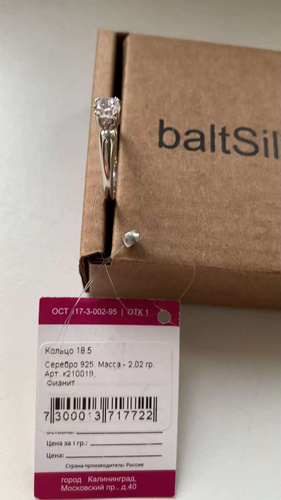 baltSil
ОСТ 117-3-002-95 | ОТК 1
Кольцо 18.5
Серебро 925, Масса - 2,02 гр.
Арт. к210019,
Фианит
7 300013 717722
Цена за 1 гр.:
Цена:
Страна-производитель: Россия
город Калининград,
Московский пр., д.40